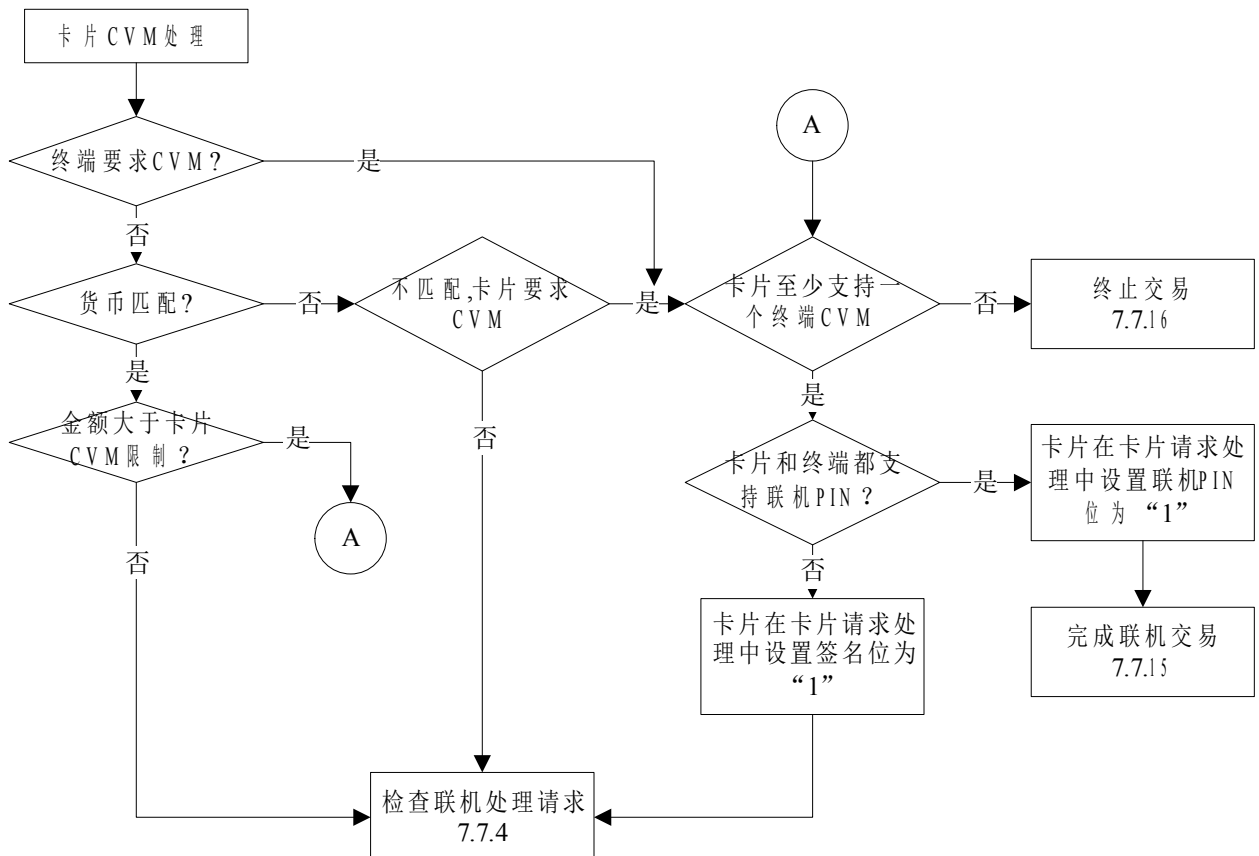 卡片CVM处理
A
终端要求CVM？
是
否
不匹配,卡片要求
CVM
卡片至少支持一
个终端CVM
终止交易
7.7.16
货币匹配？
否
是
否
是
是
金额大于卡片
CVM限制？
是
否
卡片和终端都支
持联机PIN？
是
卡片在卡片请求处
理中设置联机PIN
位为“1”
A
否
否
卡片在卡片请求处
理中设置签名位为
“1”
完成联机交易
7.7.15
检查联机处理请求
7.7.4